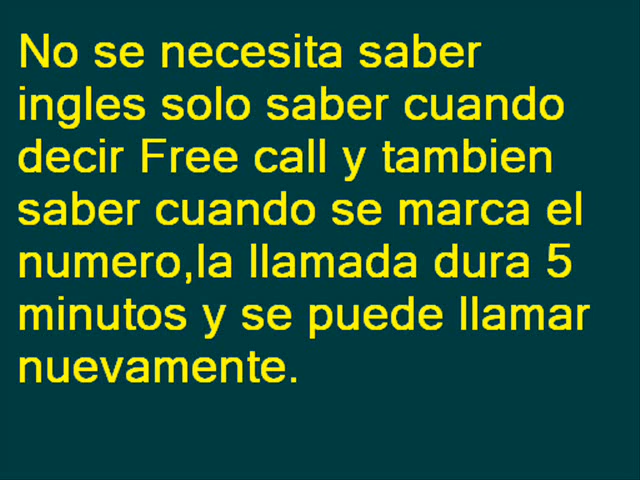 No se necesita saber
ingles solo saber cuando
decir Free call y tambien
saber cuando se marca el
numero,la llamada dura 5
minutos y se puede llamar
nuevamente.